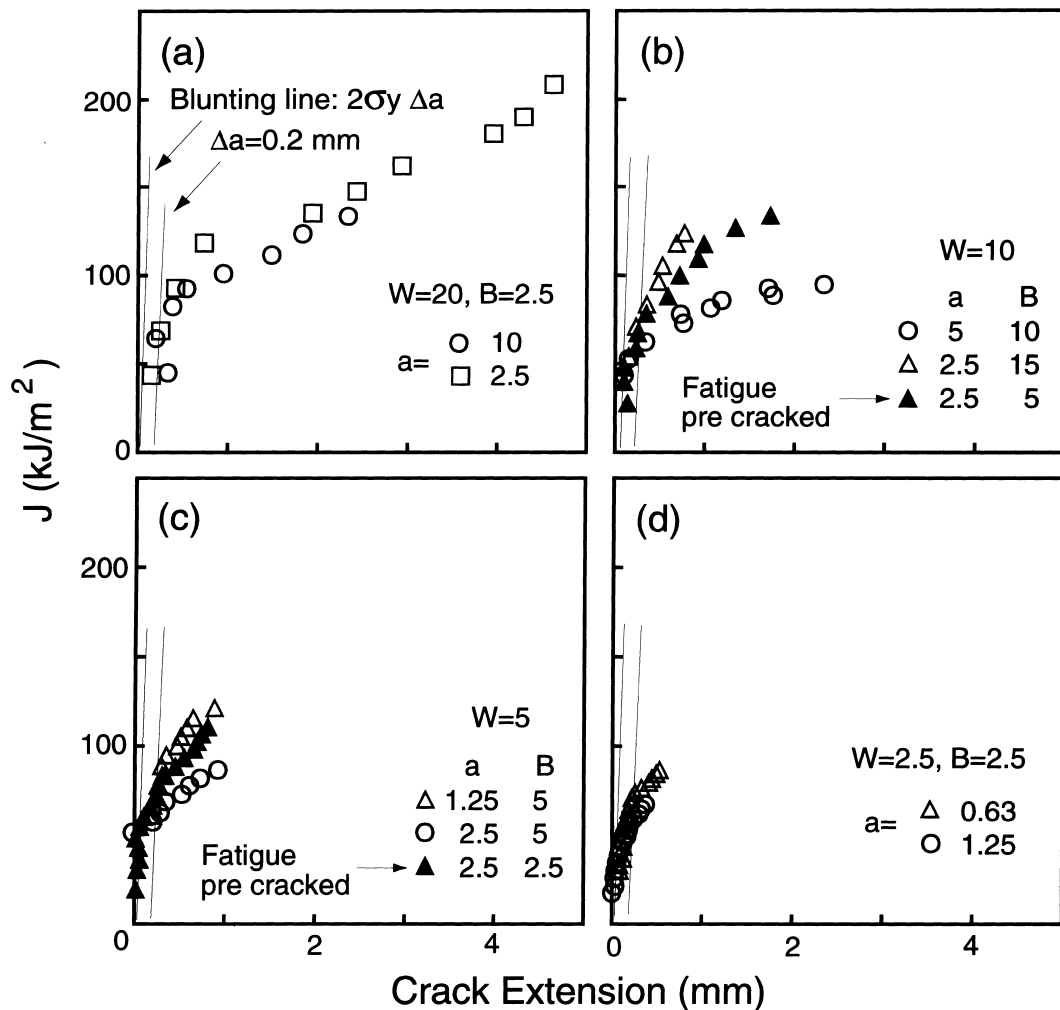 (a)
Blunting line: 2σy Δa
Δa=0.2 mm
200
100
0
W=20, B=2.5
a= 10
2.5
(b)
W=10
a B
5 10
2.5 15
Fatigue
pre cracked 2.5 5
J (kJ/m²)
(c)
200
100
0
W=5
a B
1.25 5
2.5 5
Fatigue
pre cracked 2.5 2.5
0 2 4
(d)
W=2.5, B=2.5
a= 0.63
1.25
0 2 4
Crack Extension (mm)